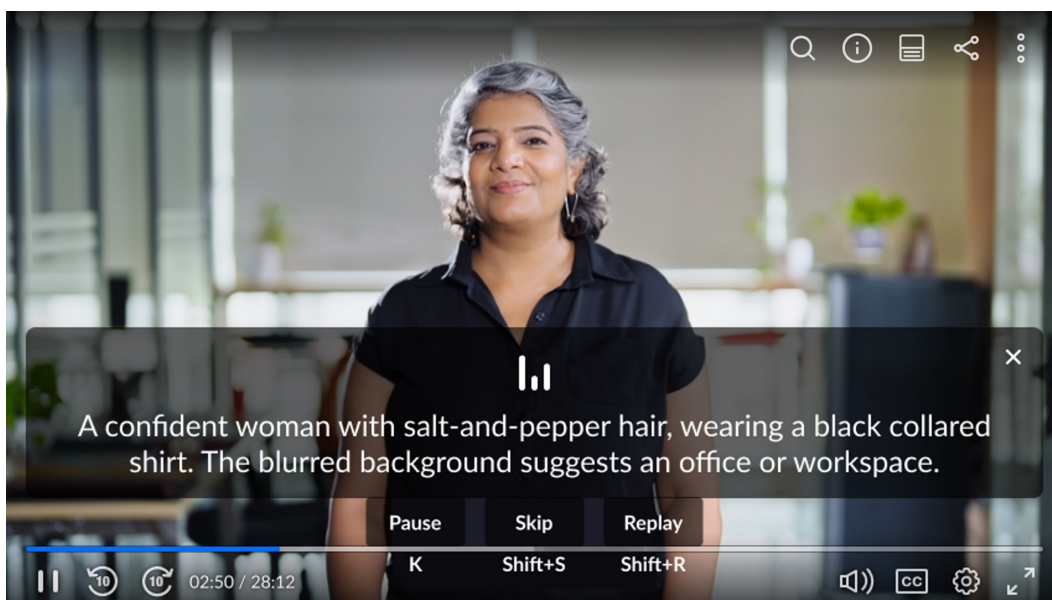 A confident woman with salt-and-pepper hair, wearing a black collared
shirt. The blurred background suggests an office or workspace.
Pause Skip Replay
K Shift+S Shift+R
10 10 02:50 / 28:12 CC